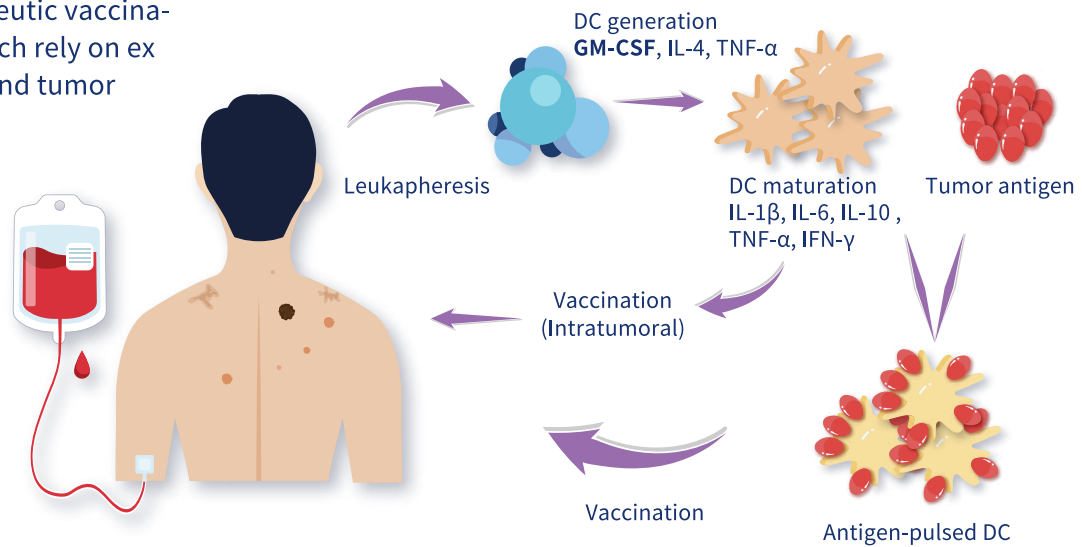 eutic vaccina-
ch rely on ex
nd tumor
DC generation
GM-CSF, IL-4, TNF-α
Leukapheresis
DC maturation
IL-1β, IL-6, IL-10 ,
TNF-α, IFN-γ
Tumor antigen
Vaccination
(Intratumoral)
Vaccination
Antigen-pulsed DC